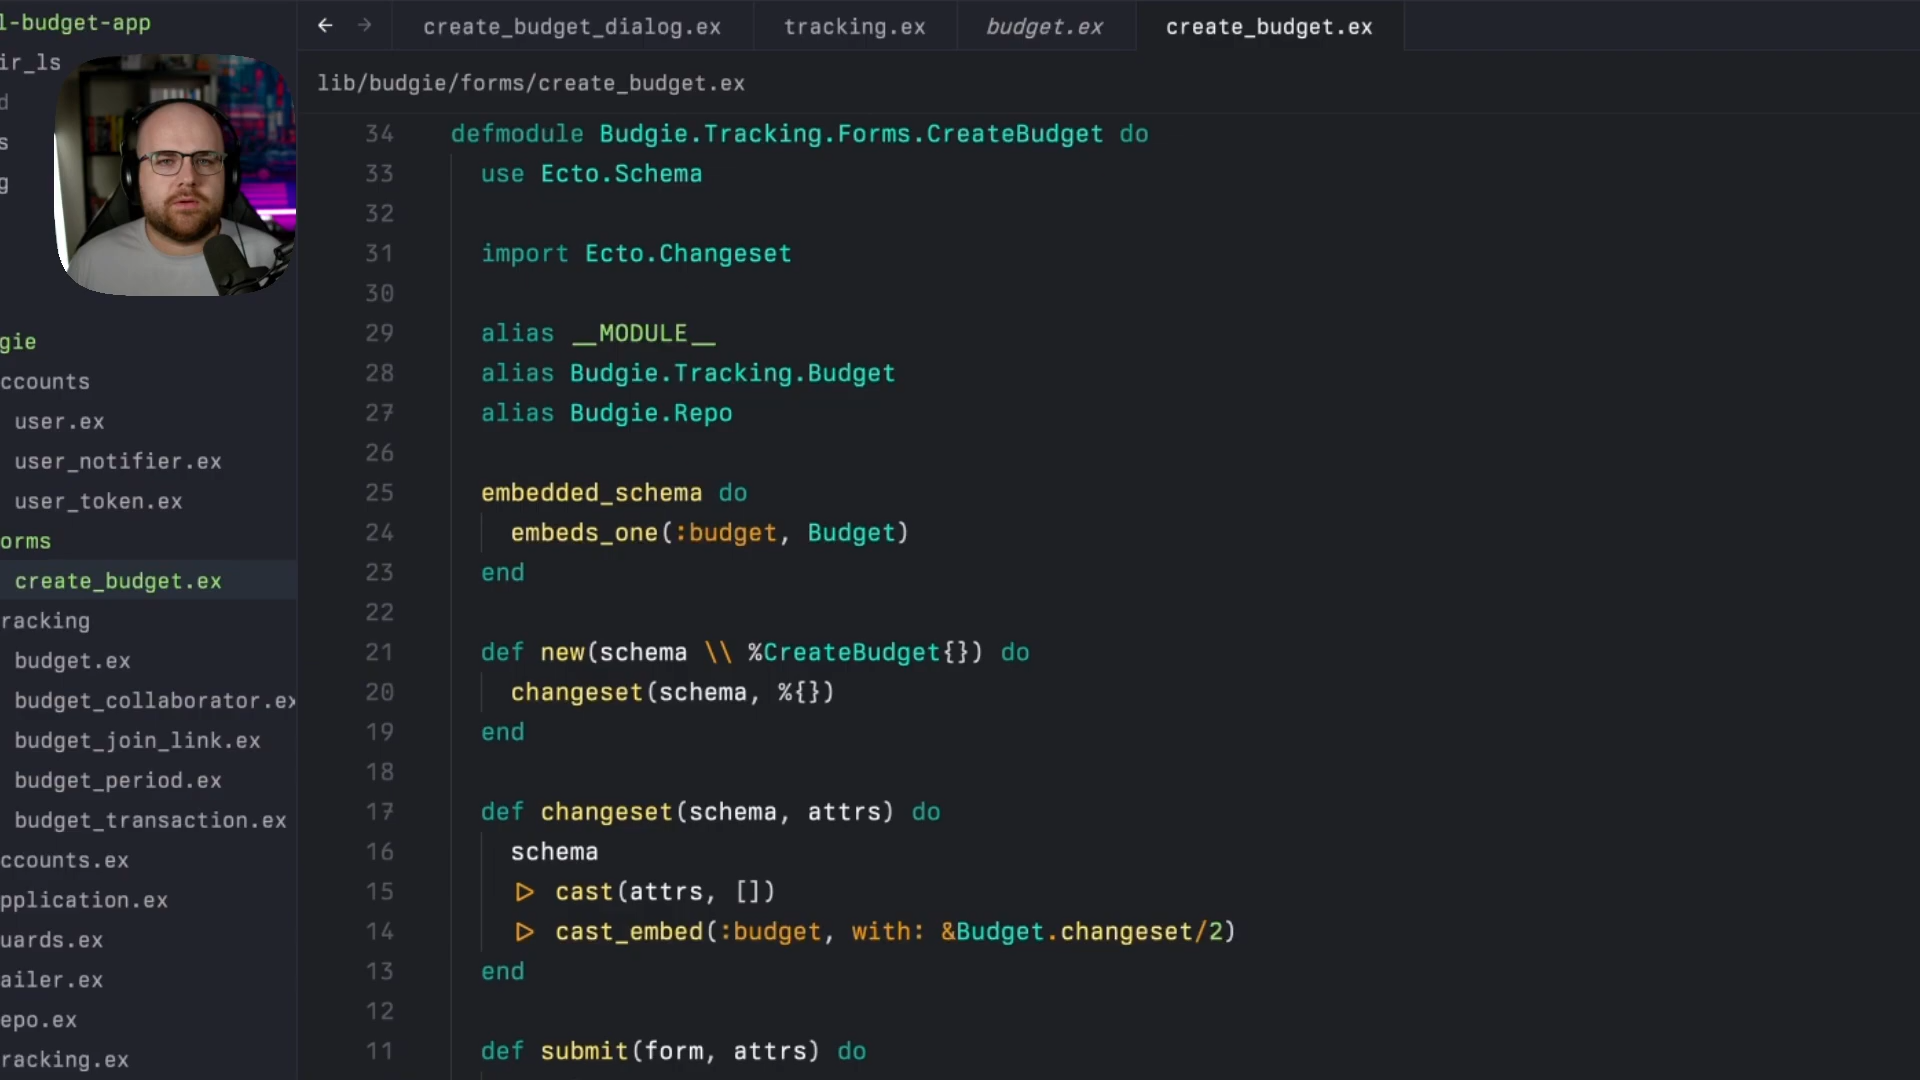 l-budget-app
ir_ls
d
s
g
gie
ccounts
user.ex
user_notifier.ex
user_token.ex
orms
create_budget.ex
racking
budget.ex
budget_collaborator.ex
budget_join_link.ex
budget_period.ex
budget_transaction.ex
ccounts.ex
pplication.ex
uards.ex
ailer.ex
epo.ex
racking.ex
← → create_budget_dialog.ex tracking.ex budget.ex create_budget.ex
lib/budgie/forms/create_budget.ex
34 defmodule Budgie.Tracking.Forms.CreateBudget do
33 use Ecto.Schema
32
31 import Ecto.Changeset
30
29 alias __MODULE__
28 alias Budgie.Tracking.Budget
27 alias Budgie.Repo
26
25 embedded_schema do
24 embeds_one(:budget, Budget)
23 end
22
21 def new(schema \\ %CreateBudget{}) do
20 changeset(schema, %{})
19 end
18
17 def changeset(schema, attrs) do
16 schema
15 |> cast(attrs, [])
14 |> cast_embed(:budget, with: &Budget.changeset/2)
13 end
12
11 def submit(form, attrs) do